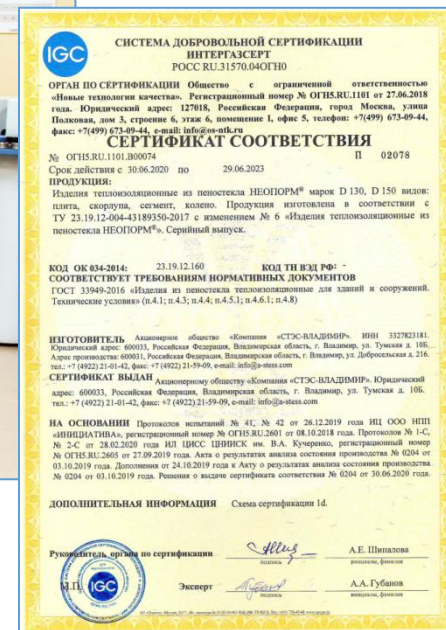 IGC
СИСТЕМА ДОБРОВОЛЬНОЙ СЕРТИФИКАЦИИ
ИНТЕРГАЗСЕРТ
РОСС RU.31570.04ОГН0
ОРГАН ПО СЕРТИФИКАЦИИ Общество с ограниченной ответственностью
«Новые технологии качества». Регистрационный номер № ОГН5.RU.1101 от 27.06.2018
года. Юридический адрес: 127018, Российская Федерация, город Москва, улица
Полковая, дом 3, строение 6, этаж 6, помещение I, офис 5, телефон: +7(499) 673-09-44,
факс: +7(499) 673-09-44, e-mail: info@os-ntk.ru
СЕРТИФИКАТ СООТВЕТСТВИЯ
№ ОГН5.RU.1101.В00074 П 02078
Срок действия с 30.06.2020 по 29.06.2023
ПРОДУКЦИЯ:
Изделия теплоизоляционные из пеностекла НЕОПОРМ® марок D 130, D 150 видов:
плита, скорлупа, сегмент, колено. Продукция изготовлена в соответствии с
ТУ 23.19.12-004-43189350-2017 с изменением № 6 «Изделия теплоизоляционные из
пеностекла НЕОПОРМ®». Серийный выпуск.
КОД ОК 034-2014: 23.19.12.160 КОД ТН ВЭД РФ: -
СООТВЕТСТВУЕТ ТРЕБОВАНИЯМ НОРМАТИВНЫХ ДОКУМЕНТОВ
ГОСТ 33949-2016 «Изделия из пеностекла теплоизоляционные для зданий и сооружений.
Технические условия» (п.4.1; п.4.3; п.4.4; п.4.5.1; п.4.6.1; п.4.8)
ИЗГОТОВИТЕЛЬ Акционерное общество «Компания «СТЭС-ВЛАДИМИР». ИНН 3327823181.
Юридический адрес: 600033, Российская Федерация, Владимирская область, г. Владимир, ул. Тумская д. 10Б.
Адрес производства: 600031, Российская Федерация, Владимирская область, г. Владимир, ул. Добросельская д. 216.
тел.: +7 (4922) 21-01-42, факс: +7 (4922) 21-59-09, e-mail: info@a-stess.com
СЕРТИФИКАТ ВЫДАН Акционерному обществу «Компания «СТЭС-ВЛАДИМИР». Юридический
адрес: 600033, Российская Федерация, Владимирская область, г. Владимир, ул. Тумская д. 10Б.
тел.: +7 (4922) 21-01-42, факс: +7 (4922) 21-59-09, e-mail: info@a-stess.com
НА ОСНОВАНИИ Протоколов испытаний № 41, № 42 от 26.12.2019 года ИЦ ООО НПП
«ИНИЦИАТИВА», регистрационный номер № ОГН5.RU.2601 от 08.10.2018 года. Протоколов № 1-С,
№ 2-С от 28.02.2020 года ИЛ ЦИСС ЦНИИСК им. В.А. Кучеренко, регистрационный номер
№ ОГН5.RU.2605 от 27.09.2019 года. Акта о результатах анализа состояния производства № 0204 от
03.10.2019 года. Дополнения от 24.10.2019 года к Акту о результатах анализа состояния производства
№ 0204 от 03.10.2019 года. Решения о выдаче сертификата соответствия № 0204 от 30.06.2020 года.
ДОПОЛНИТЕЛЬНАЯ ИНФОРМАЦИЯ Схема сертификации 1d.
Руководитель органа по сертификации А.Е. Шипалова
подпись инициалы, фамилия
М.П. IGC Эксперт А.А. Губанов
подпись инициалы, фамилия